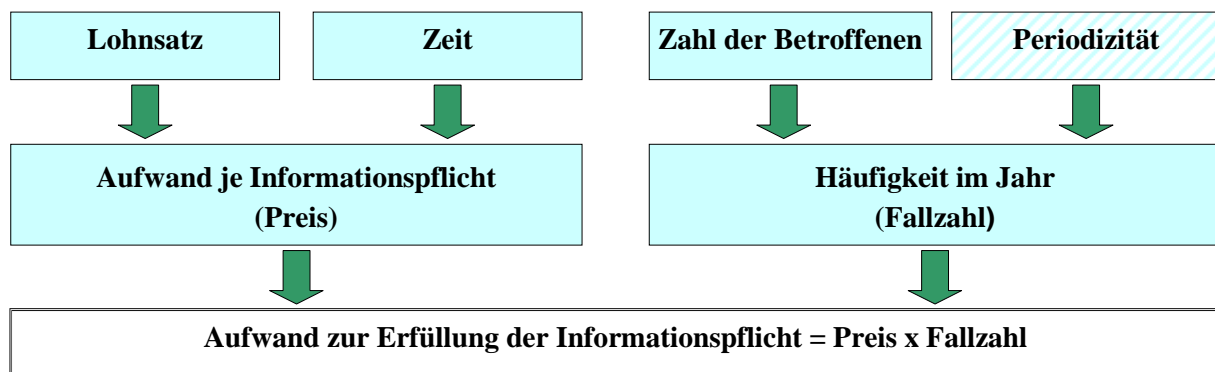 Lohnsatz
Zeit
Zahl der Betroffenen
Periodizität
Aufwand je Informationspflicht
(Preis)
Häufigkeit im Jahr
(Fallzahl)
Aufwand zur Erfüllung der Informationspflicht = Preis x Fallzahl